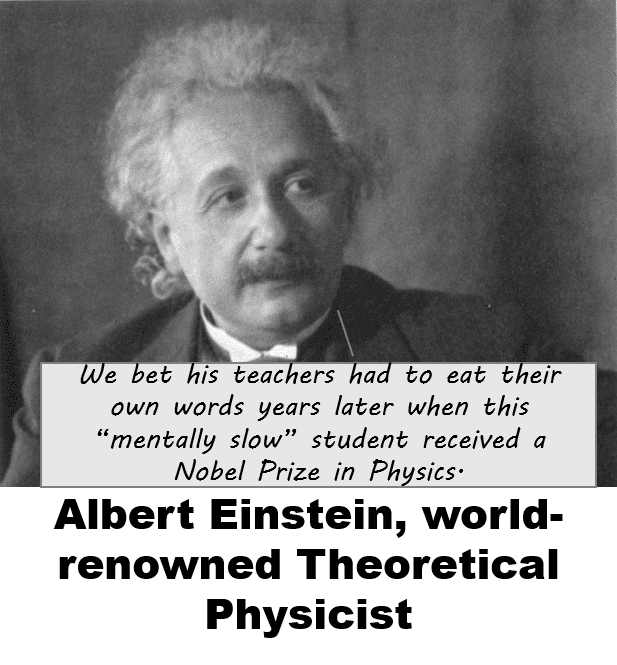 We bet his teachers had to eat their
own words years later when this
“mentally slow” student received a
Nobel Prize in Physics.
Albert Einstein, world-
renowned Theoretical
Physicist